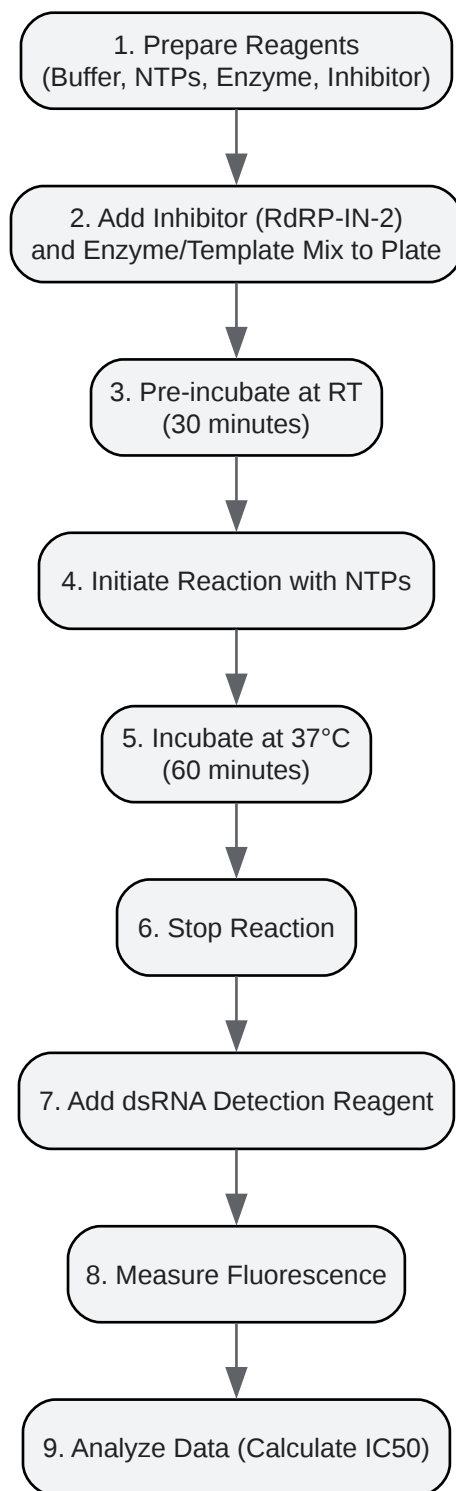 1. Prepare Reagents
(Buffer, NTPs, Enzyme, Inhibitor)
2. Add Inhibitor (RdRP-IN-2)
and Enzyme/Template Mix to Plate
3. Pre-incubate at RT
(30 minutes)
4. Initiate Reaction with NTPs
5. Incubate at 37°C
(60 minutes)
6. Stop Reaction
7. Add dsRNA Detection Reagent
8. Measure Fluorescence
9. Analyze Data (Calculate IC50)